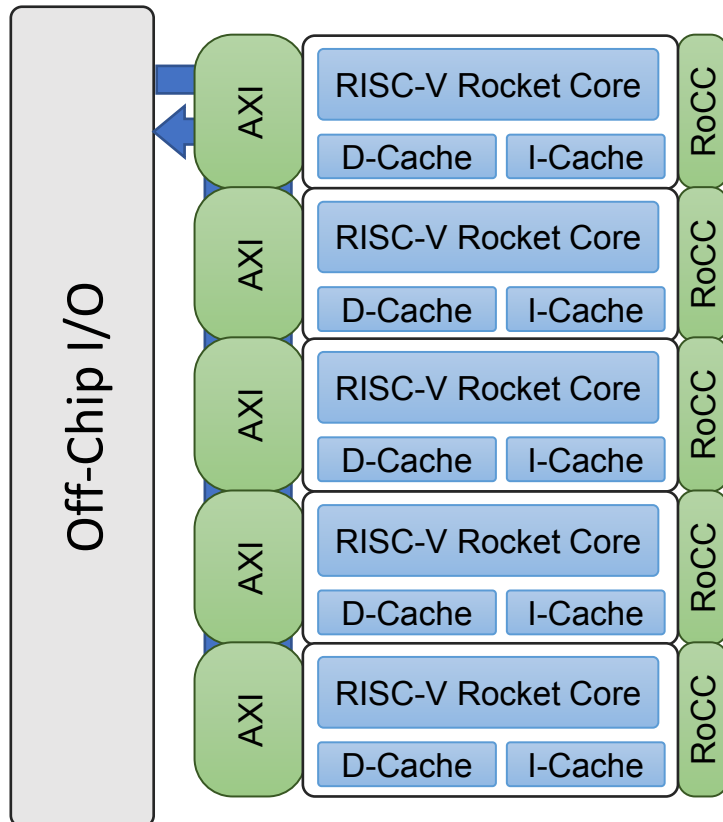 Off-Chip I/O
AXI
RISC-V Rocket Core
D-Cache
I-Cache
RoCC
AXI
RISC-V Rocket Core
D-Cache
I-Cache
RoCC
AXI
RISC-V Rocket Core
D-Cache
I-Cache
RoCC
AXI
RISC-V Rocket Core
D-Cache
I-Cache
RoCC
AXI
RISC-V Rocket Core
D-Cache
I-Cache
RoCC